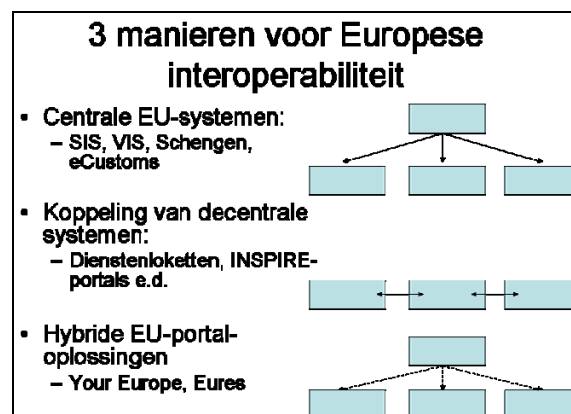 3 manieren voor Europese
interoperabiliteit
• Centrale EU-systemen:
– SIS, VIS, Schengen,
eCustoms
• Koppeling van decentrale
systemen:
– Dienstenloketten, INSPIRE-
portals e.d.
• Hybride EU-portal-
oplossingen
– Your Europe, Eures